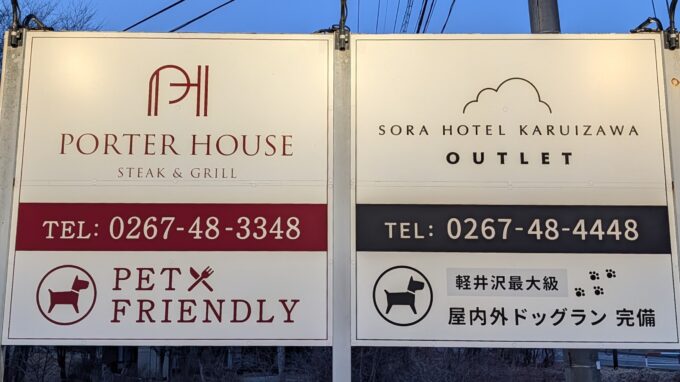 PH
PORTER HOUSE
STEAK & GRILL
TEL: 0267-48-3348
PET
FRIENDLY
SORA HOTEL KARUIZAWA
OUTLET
TEL: 0267-48-4448
軽井沢最大級
屋内外ドッグラン 完備